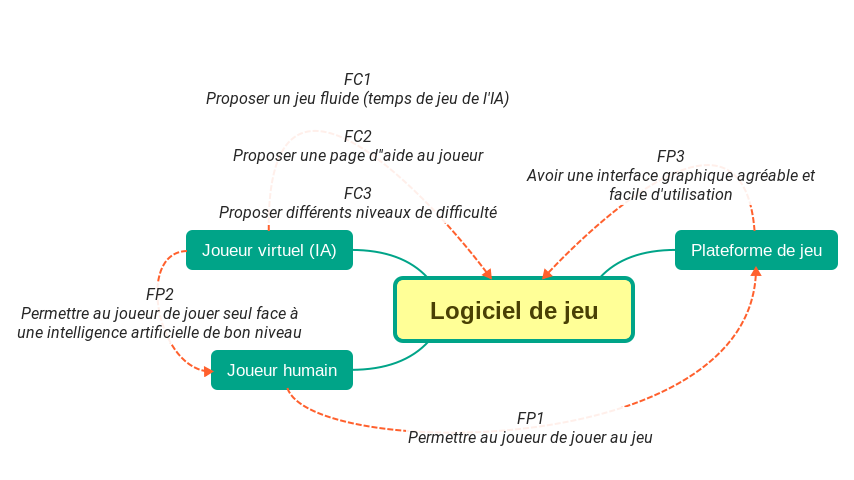 FC1
Proposer un jeu fluide (temps de jeu de l'IA)
FC2
Proposer une page d''aide au joueur
FC3
Proposer différents niveaux de difficulté
FP3
Avoir une interface graphique agréable et
facile d'utilisation
Joueur virtuel (IA)
Plateforme de jeu
Logiciel de jeu
FP2
Permettre au joueur de jouer seul face à
une intelligence artificielle de bon niveau
Joueur humain
FP1
Permettre au joueur de jouer au jeu